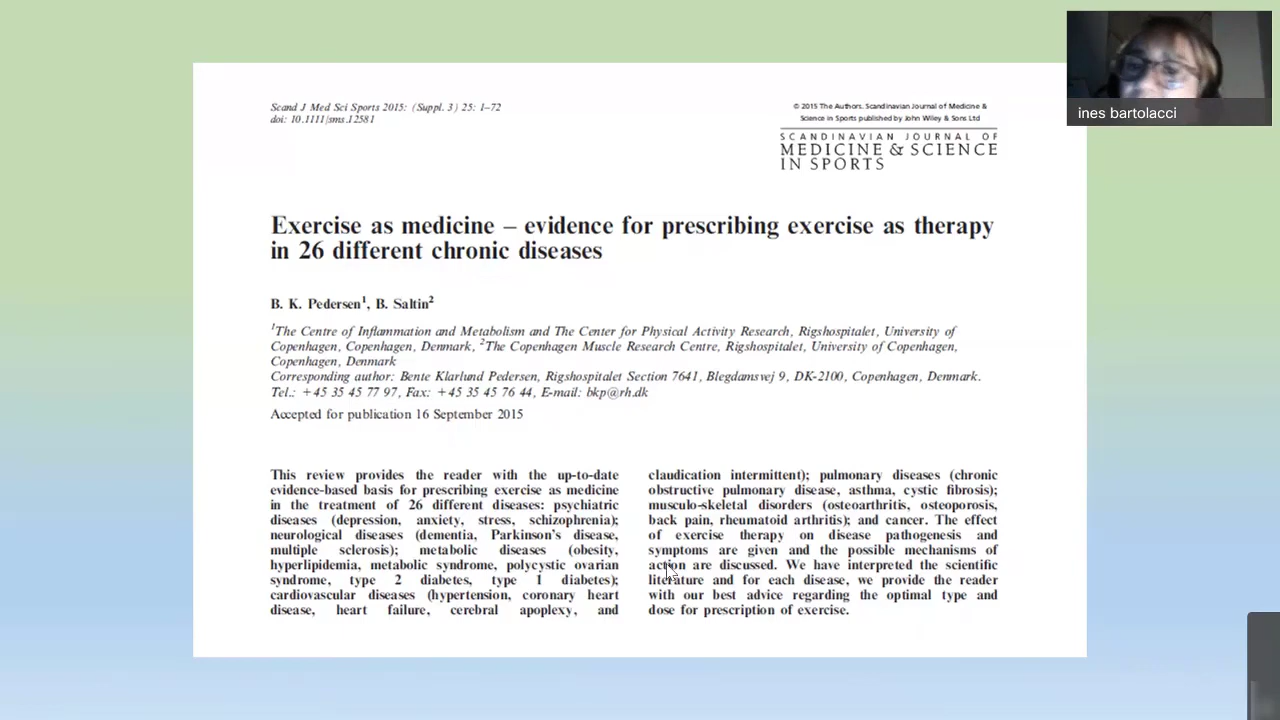 Scand J Med Sci Sports 2015: (Suppl. 3) 25: 1–72
doi: 10.1111/sms.12581
© 2015 The Authors. Scandinavian Journal of Medicine &
Science in Sports published by John Wiley & Sons Ltd
SCANDINAVIAN JOURNAL OF
MEDICINE & SCIENCE
IN SPORTS
ines bartolacci
Exercise as medicine – evidence for prescribing exercise as therapy
in 26 different chronic diseases
B. K. Pedersen1, B. Saltin2
1The Centre of Inflammation and Metabolism and The Center for Physical Activity Research, Rigshospitalet, University of
Copenhagen, Copenhagen, Denmark, 2The Copenhagen Muscle Research Centre, Rigshospitalet, University of Copenhagen,
Copenhagen, Denmark
Corresponding author: Bente Klarlund Pedersen, Rigshospitalet Section 7641, Blegdamsvej 9, DK-2100, Copenhagen, Denmark.
Tel.: +45 35 45 77 97, Fax: +45 35 45 76 44, E-mail: bkp@rh.dk
Accepted for publication 16 September 2015
This review provides the reader with the up-to-date
evidence-based basis for prescribing exercise as medicine
in the treatment of 26 different diseases: psychiatric
diseases (depression, anxiety, stress, schizophrenia);
neurological diseases (dementia, Parkinson's disease,
multiple sclerosis); metabolic diseases (obesity,
hyperlipidemia, metabolic syndrome, polycystic ovarian
syndrome, type 2 diabetes, type 1 diabetes);
cardiovascular diseases (hypertension, coronary heart
disease, heart failure, cerebral apoplexy, and
claudication intermittent); pulmonary diseases (chronic
obstructive pulmonary disease, asthma, cystic fibrosis);
musculo-skeletal disorders (osteoarthritis, osteoporosis,
back pain, rheumatoid arthritis); and cancer. The effect
of exercise therapy on disease pathogenesis and
symptoms are given and the possible mechanisms of
action are discussed. We have interpreted the scientific
literature and for each disease, we provide the reader
with our best advice regarding the optimal type and
dose for prescription of exercise.